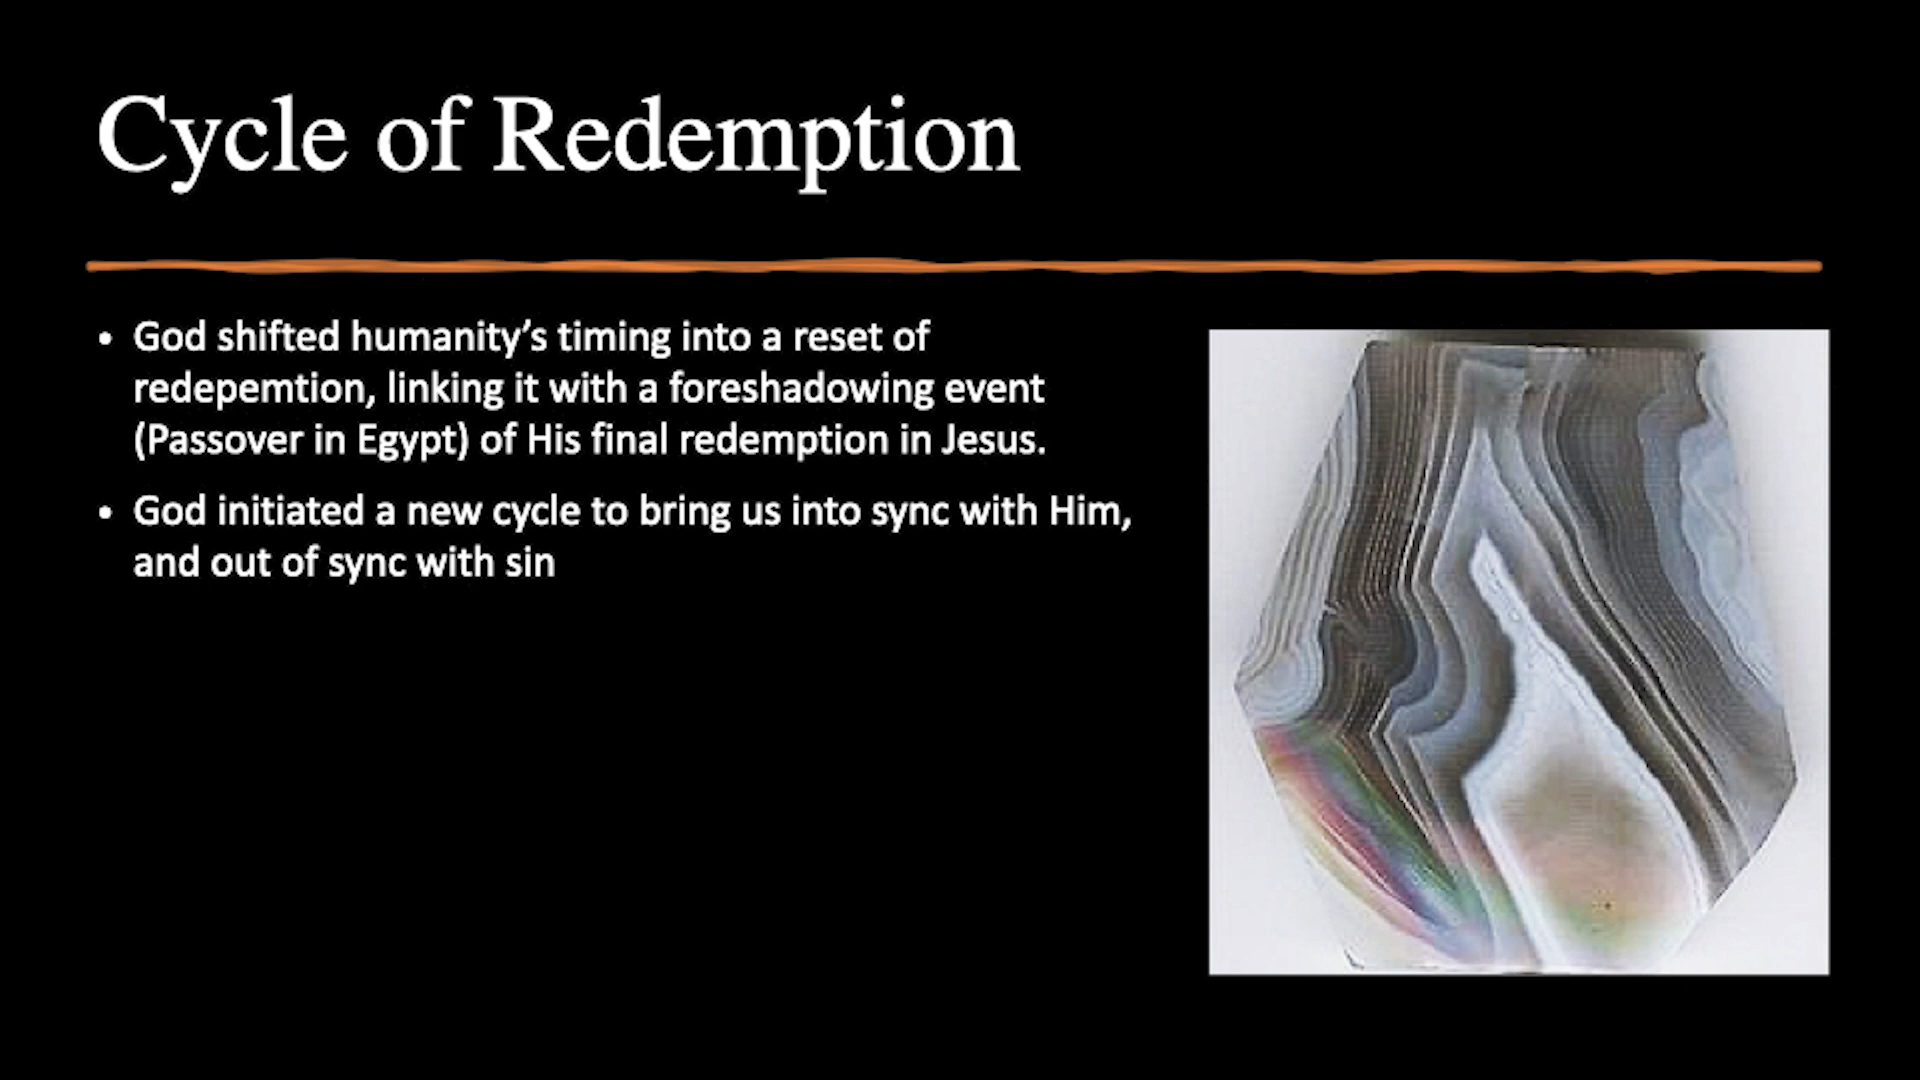 Cycle of Redemption
• God shifted humanity’s timing into a reset of
redepemtion, linking it with a foreshadowing event
(Passover in Egypt) of His final redemption in Jesus.
• God initiated a new cycle to bring us into sync with Him,
and out of sync with sin